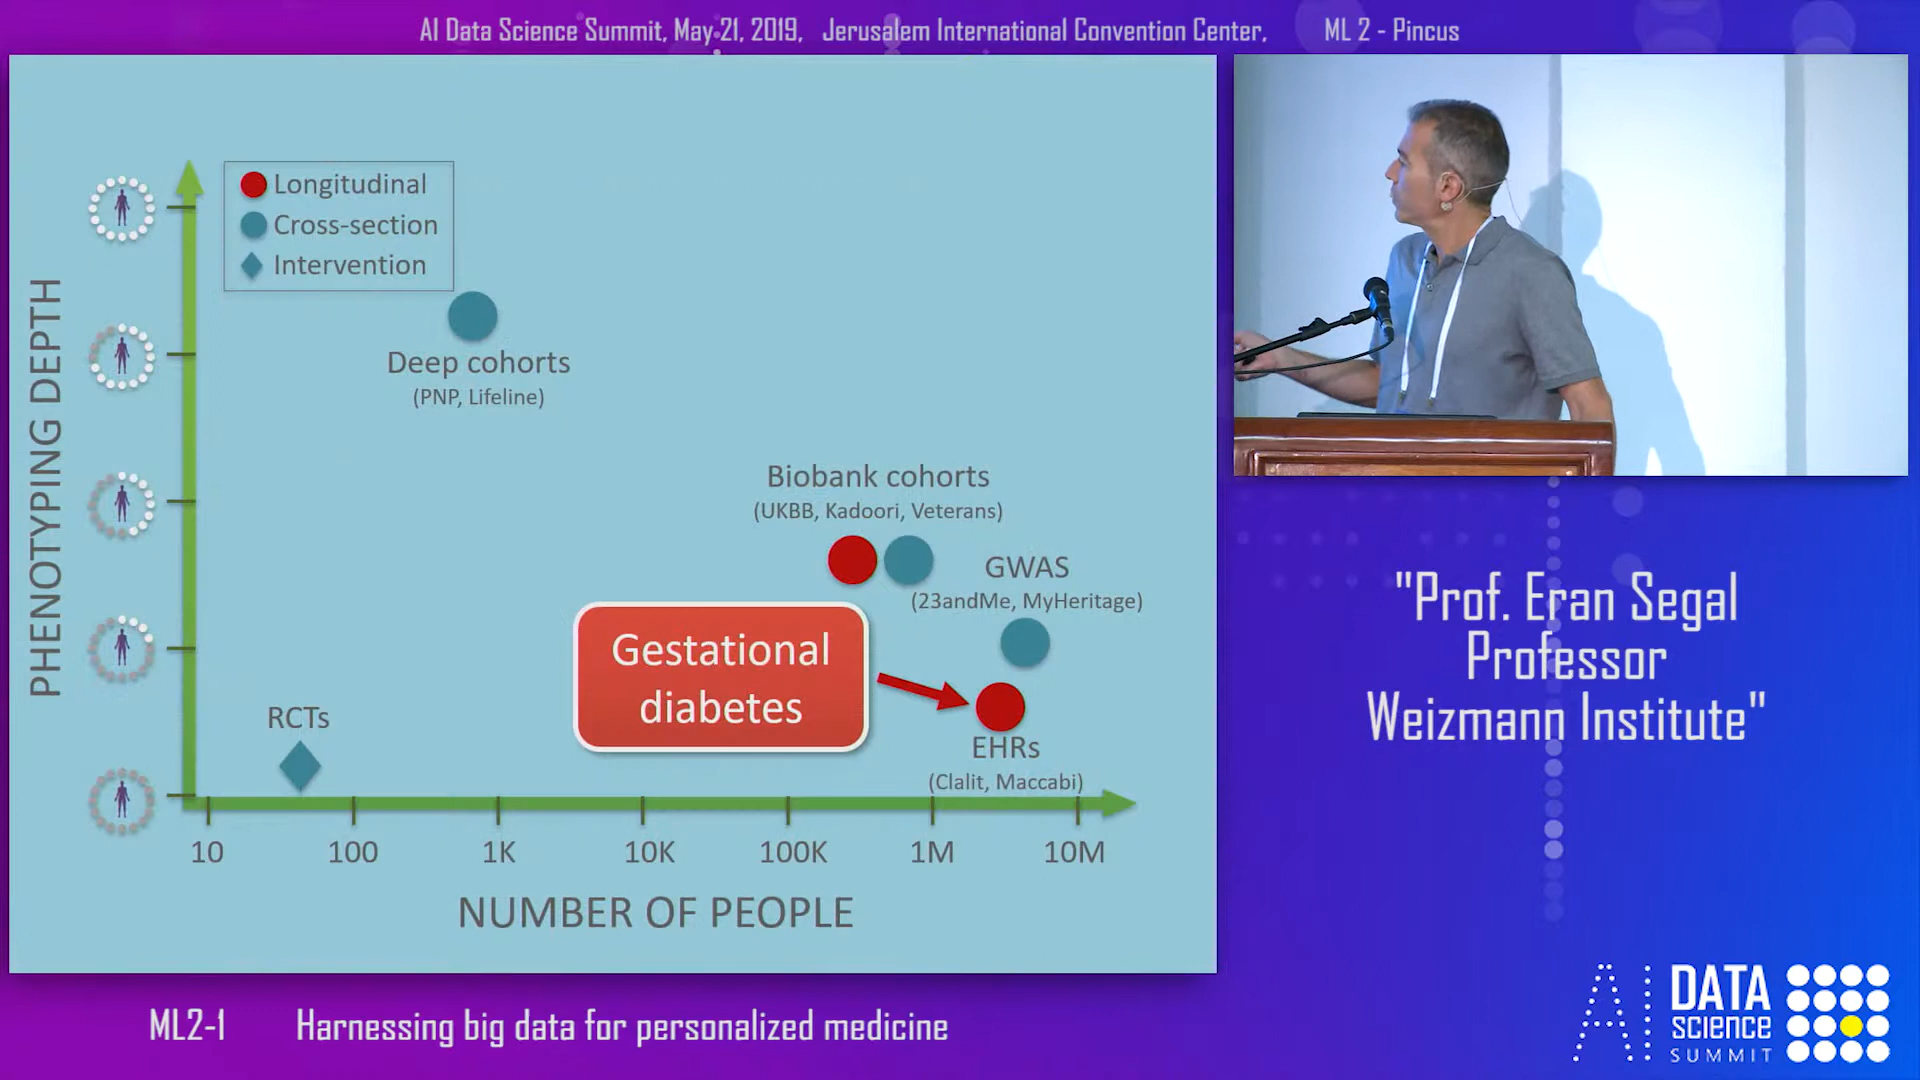 AI Data Science Summit, May 21, 2019, Jerusalem International Convention Center, ML 2 - Pincus
Longitudinal
Cross-section
Intervention
PHENOTYPING DEPTH
Deep cohorts
(PNP, Lifeline)
Biobank cohorts
(UKBB, Kadoori, Veterans)
GWAS
(23andMe, MyHeritage)
Gestational
diabetes
RCTs
EHRs
(Clalit, Maccabi)
10 100 1K 10K 100K 1M 10M
NUMBER OF PEOPLE
"Prof. Eran Segal
Professor
Weizmann Institute"
ML2-1 Harnessing big data for personalized medicine
AI DATA
SCIENCE
SUMMIT